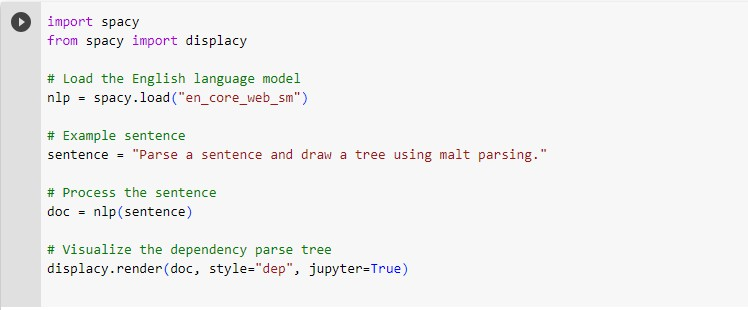 import spacy
from spacy import displacy
# Load the English language model
nlp = spacy.load("en_core_web_sm")
# Example sentence
sentence = "Parse a sentence and draw a tree using malt parsing."
# Process the sentence
doc = nlp(sentence)
# Visualize the dependency parse tree
displacy.render(doc, style="dep", jupyter=True)